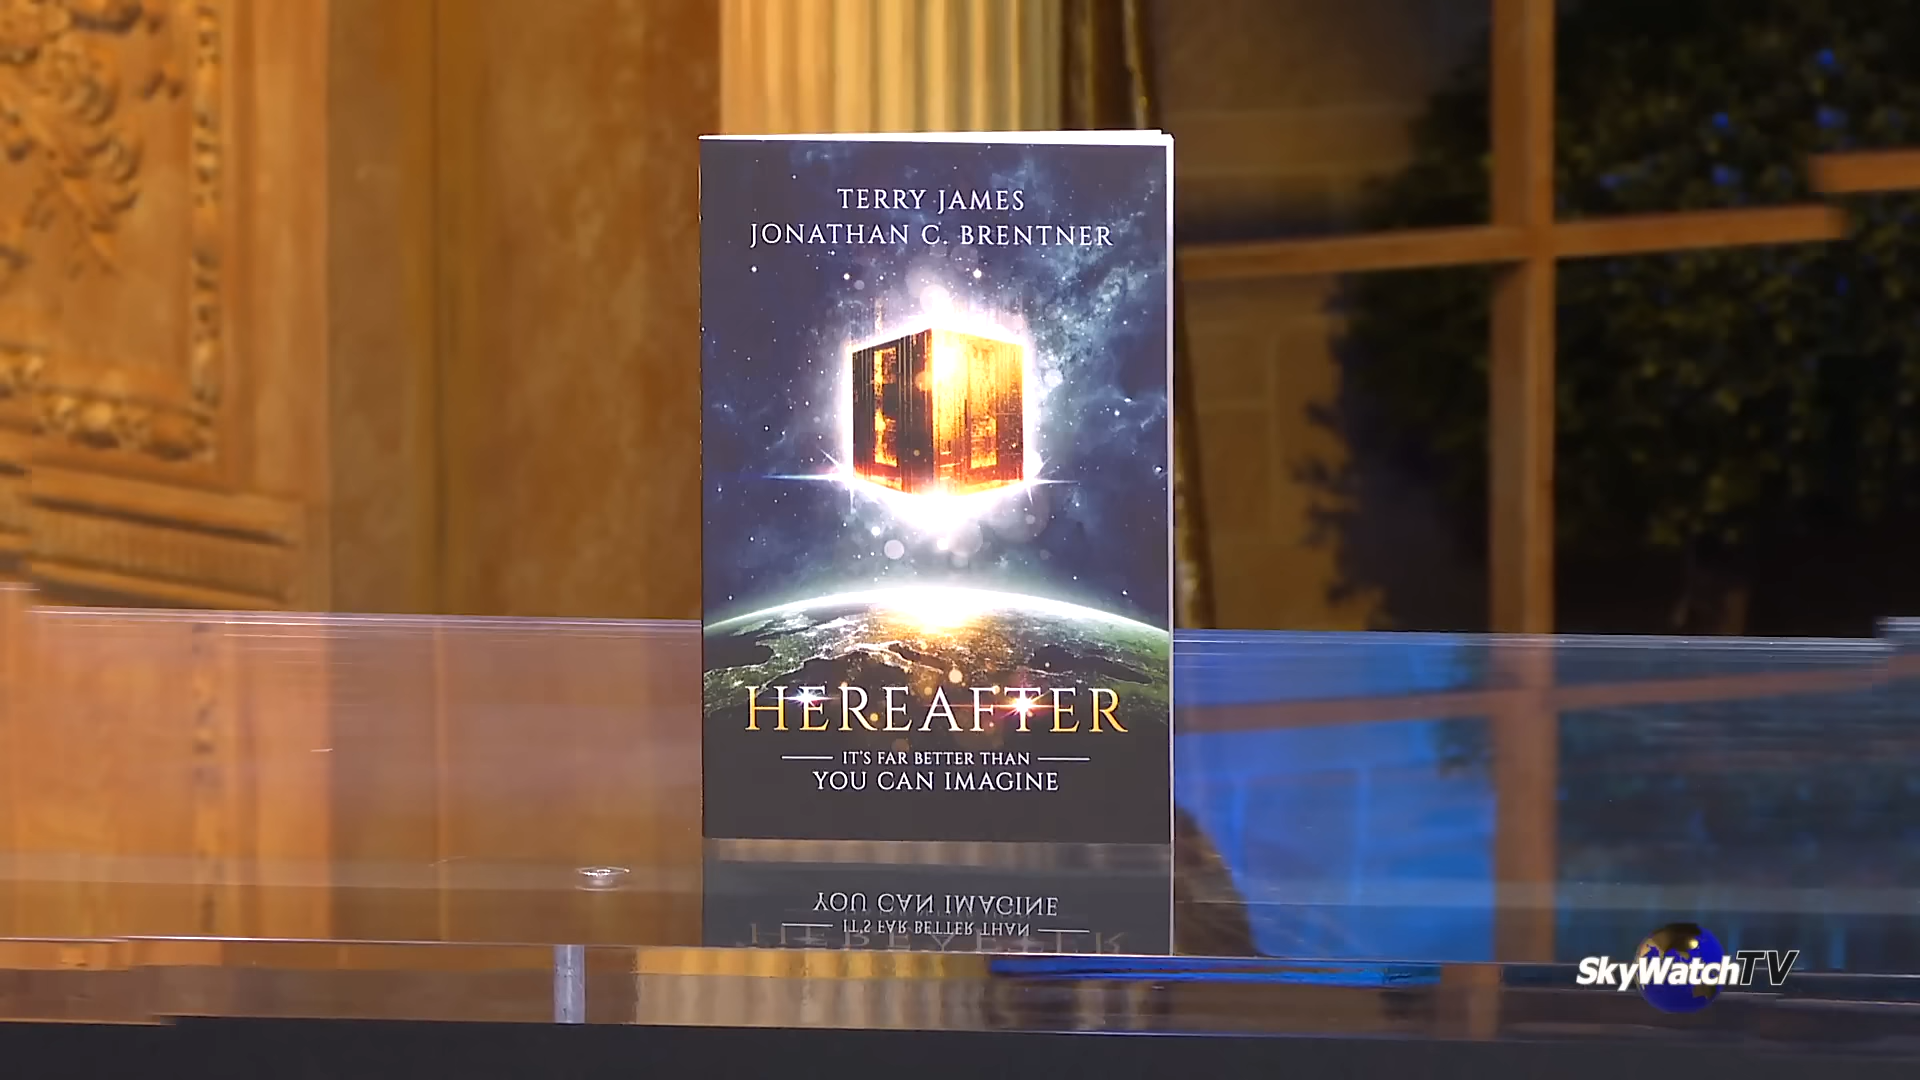 TERRY JAMES
JONATHAN C. BRENTNER
HEREAFTER
IT'S FAR BETTER THAN
YOU CAN IMAGINE
YOU CAN IMAGINE
IT'S FAR BETTER THAN
HEREAFTER
SkyWatchTV